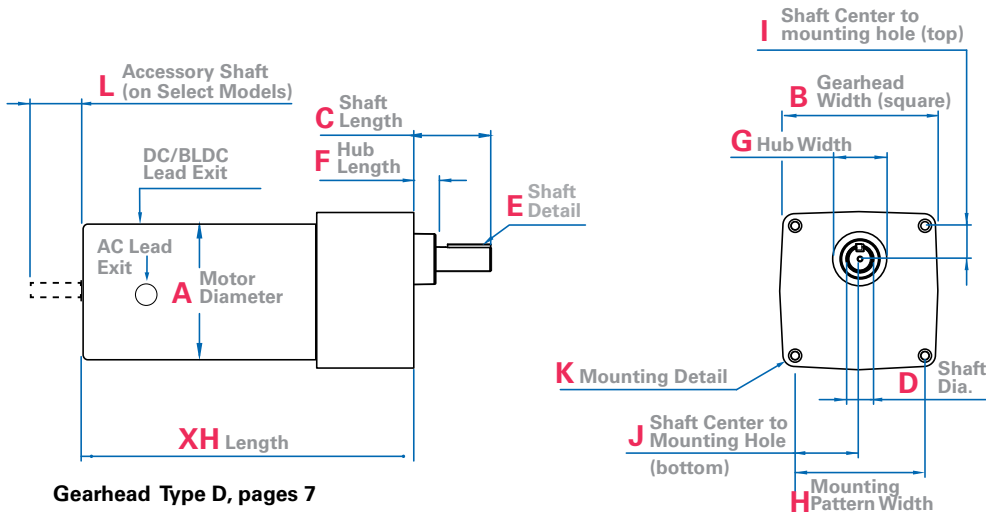 I Shaft Center to
mounting hole (top)
L Accessory Shaft
(on Select Models)
B Gearhead
Width (square)
C Shaft
Length
G Hub Width
F Hub
Length
DC/BLDC
Lead Exit
E Shaft
Detail
AC Lead
Exit
A Motor
Diameter
K Mounting Detail
D Shaft
Dia.
J Shaft Center to
Mounting Hole
(bottom)
XH Length
H Mounting
Pattern Width
Gearhead Type D, pages 7